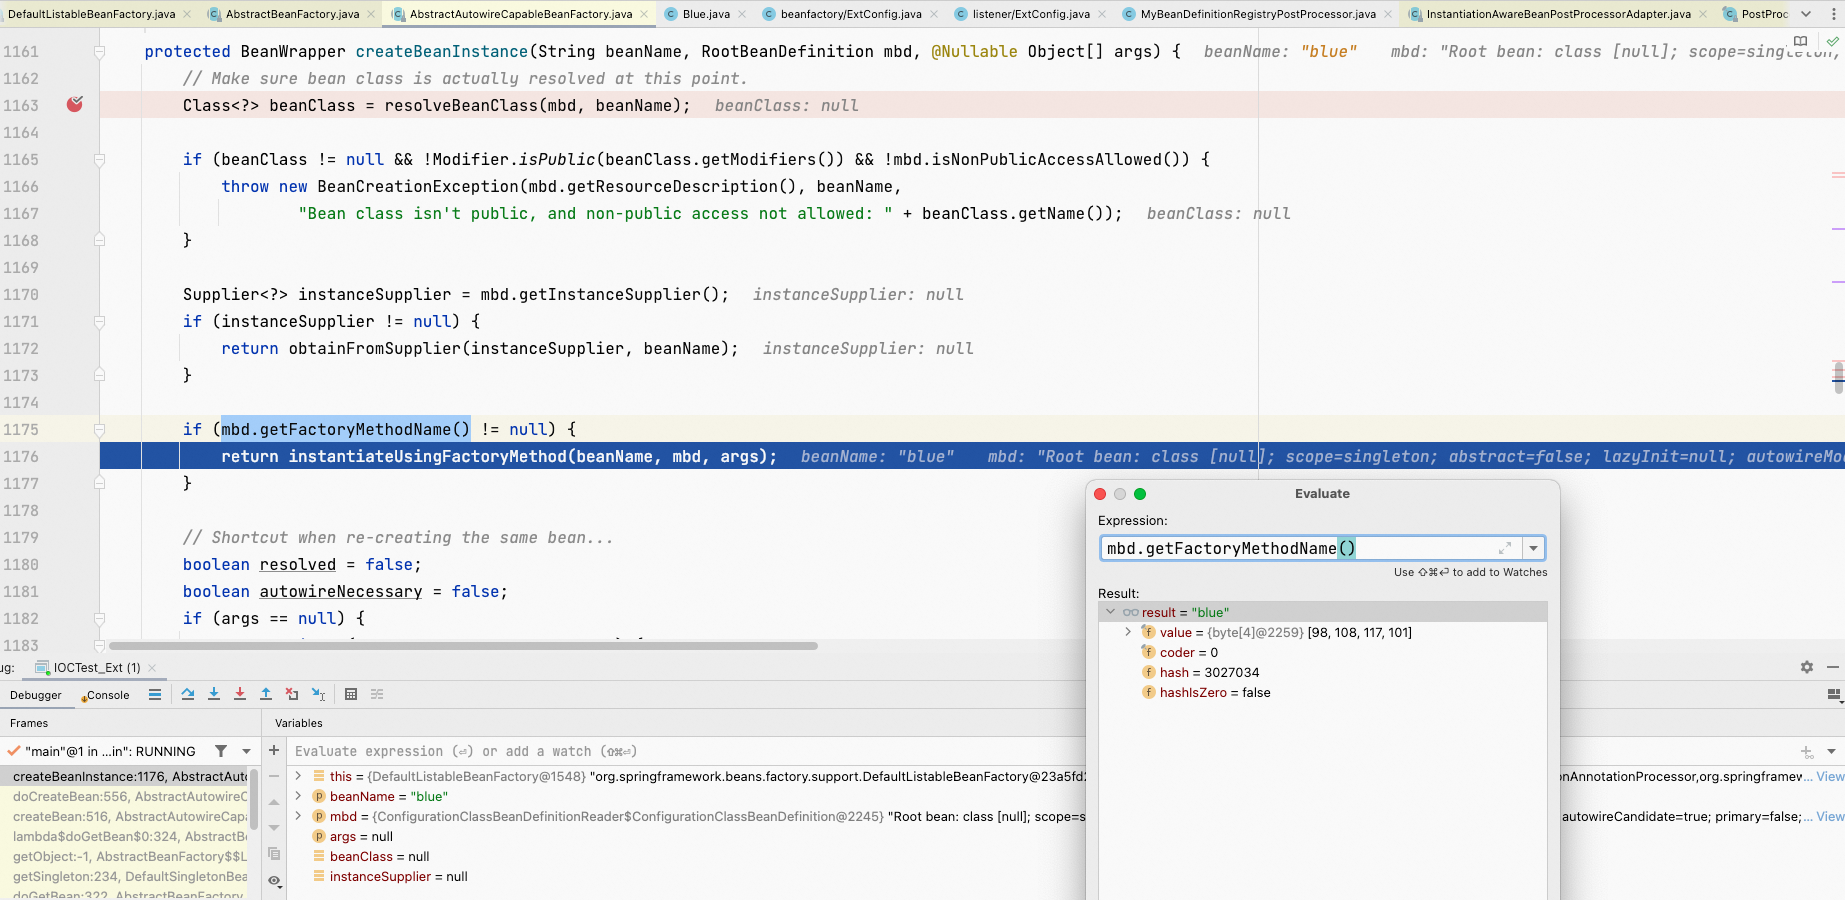 DefaultListableBeanFactory.java AbstractBeanFactory.java AbstractAutowireCapableBeanFactory.java Blue.java beanfactory/ExtConfig.java listener/ExtConfig.java MyBeanDefinitionRegistryPostProcessor.java InstantiationAwareBeanPostProcessorAdapter.java PostProc
1161 protected BeanWrapper createBeanInstance(String beanName, RootBeanDefinition mbd, @Nullable Object[] args) { beanName: "blue" mbd: "Root bean: class [null]; scope=singleton;
1162 // Make sure bean class is actually resolved at this point.
1163 Class<?> beanClass = resolveBeanClass(mbd, beanName); beanClass: null
1164
1165 if (beanClass != null && !Modifier.isPublic(beanClass.getModifiers()) && !mbd.isNonPublicAccessAllowed()) {
1166 throw new BeanCreationException(mbd.getResourceDescription(), beanName,
1167 "Bean class isn't public, and non-public access not allowed: " + beanClass.getName()); beanClass: null
1168 }
1169
1170 Supplier<?> instanceSupplier = mbd.getInstanceSupplier(); instanceSupplier: null
1171 if (instanceSupplier != null) {
1172 return obtainFromSupplier(instanceSupplier, beanName); instanceSupplier: null
1173 }
1174
1175 if (mbd.getFactoryMethodName() != null) {
1176 return instantiateUsingFactoryMethod(beanName, mbd, args); beanName: "blue" mbd: "Root bean: class [null]; scope=singleton; abstract=false; lazyInit=null; autowireMo
1177 }
1178
1179 // Shortcut when re-creating the same bean...
1180 boolean resolved = false;
1181 boolean autowireNecessary = false;
1182 if (args == null) {
1183
Evaluate
Expression:
mbd.getFactoryMethodName()
Use ⇧⌘⏎ to add to Watches
Result:
result = "blue"
value = {byte[4]@2259} [98, 108, 117, 101]
coder = 0
hash = 3027034
hashIsZero = false
ug: IOCTest_Ext (1)
Debugger Console
Frames Variables
"main"@1 in ...in": RUNNING
Evaluate expression (⏎) or add a watch (⇧⌘⏎)
createBeanInstance:1176, AbstractAuto
doCreateBean:556, AbstractAutowireC
createBean:516, AbstractAutowireCapa
lambda$doGetBean$0:324, AbstractBe
getObject:-1, AbstractBeanFactory$$L
getSingleton:234, DefaultSingletonBea
doGetBean:322, AbstractBeanFactory
this = {DefaultListableBeanFactory@1548} "org.springframework.beans.factory.support.DefaultListableBeanFactory@23a5fd2 onAnnotationProcessor,org.springframew... View
beanName = "blue"
mbd = {ConfigurationClassBeanDefinitionReader$ConfigurationClassBeanDefinition@2245} "Root bean: class [null]; scope=s autowireCandidate=true; primary=false;... View
args = null
beanClass = null
instanceSupplier = null